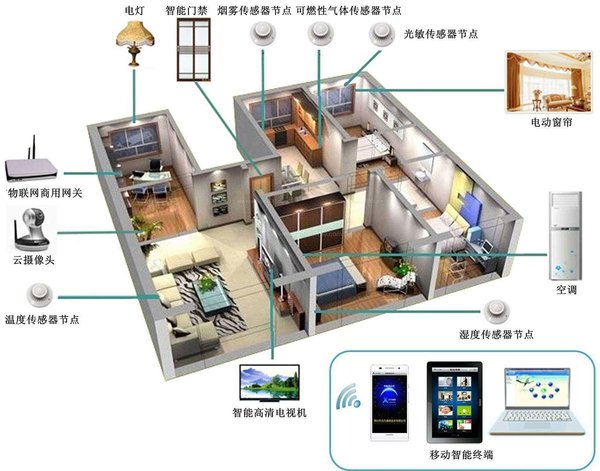 电灯
智能门禁
烟雾传感器节点
可燃性气体传感器节点
光敏传感器节点
电动窗帘
物联网商用网关
云摄像头
空调
温度传感器节点
湿度传感器节点
智能高清电视机
移动智能终端